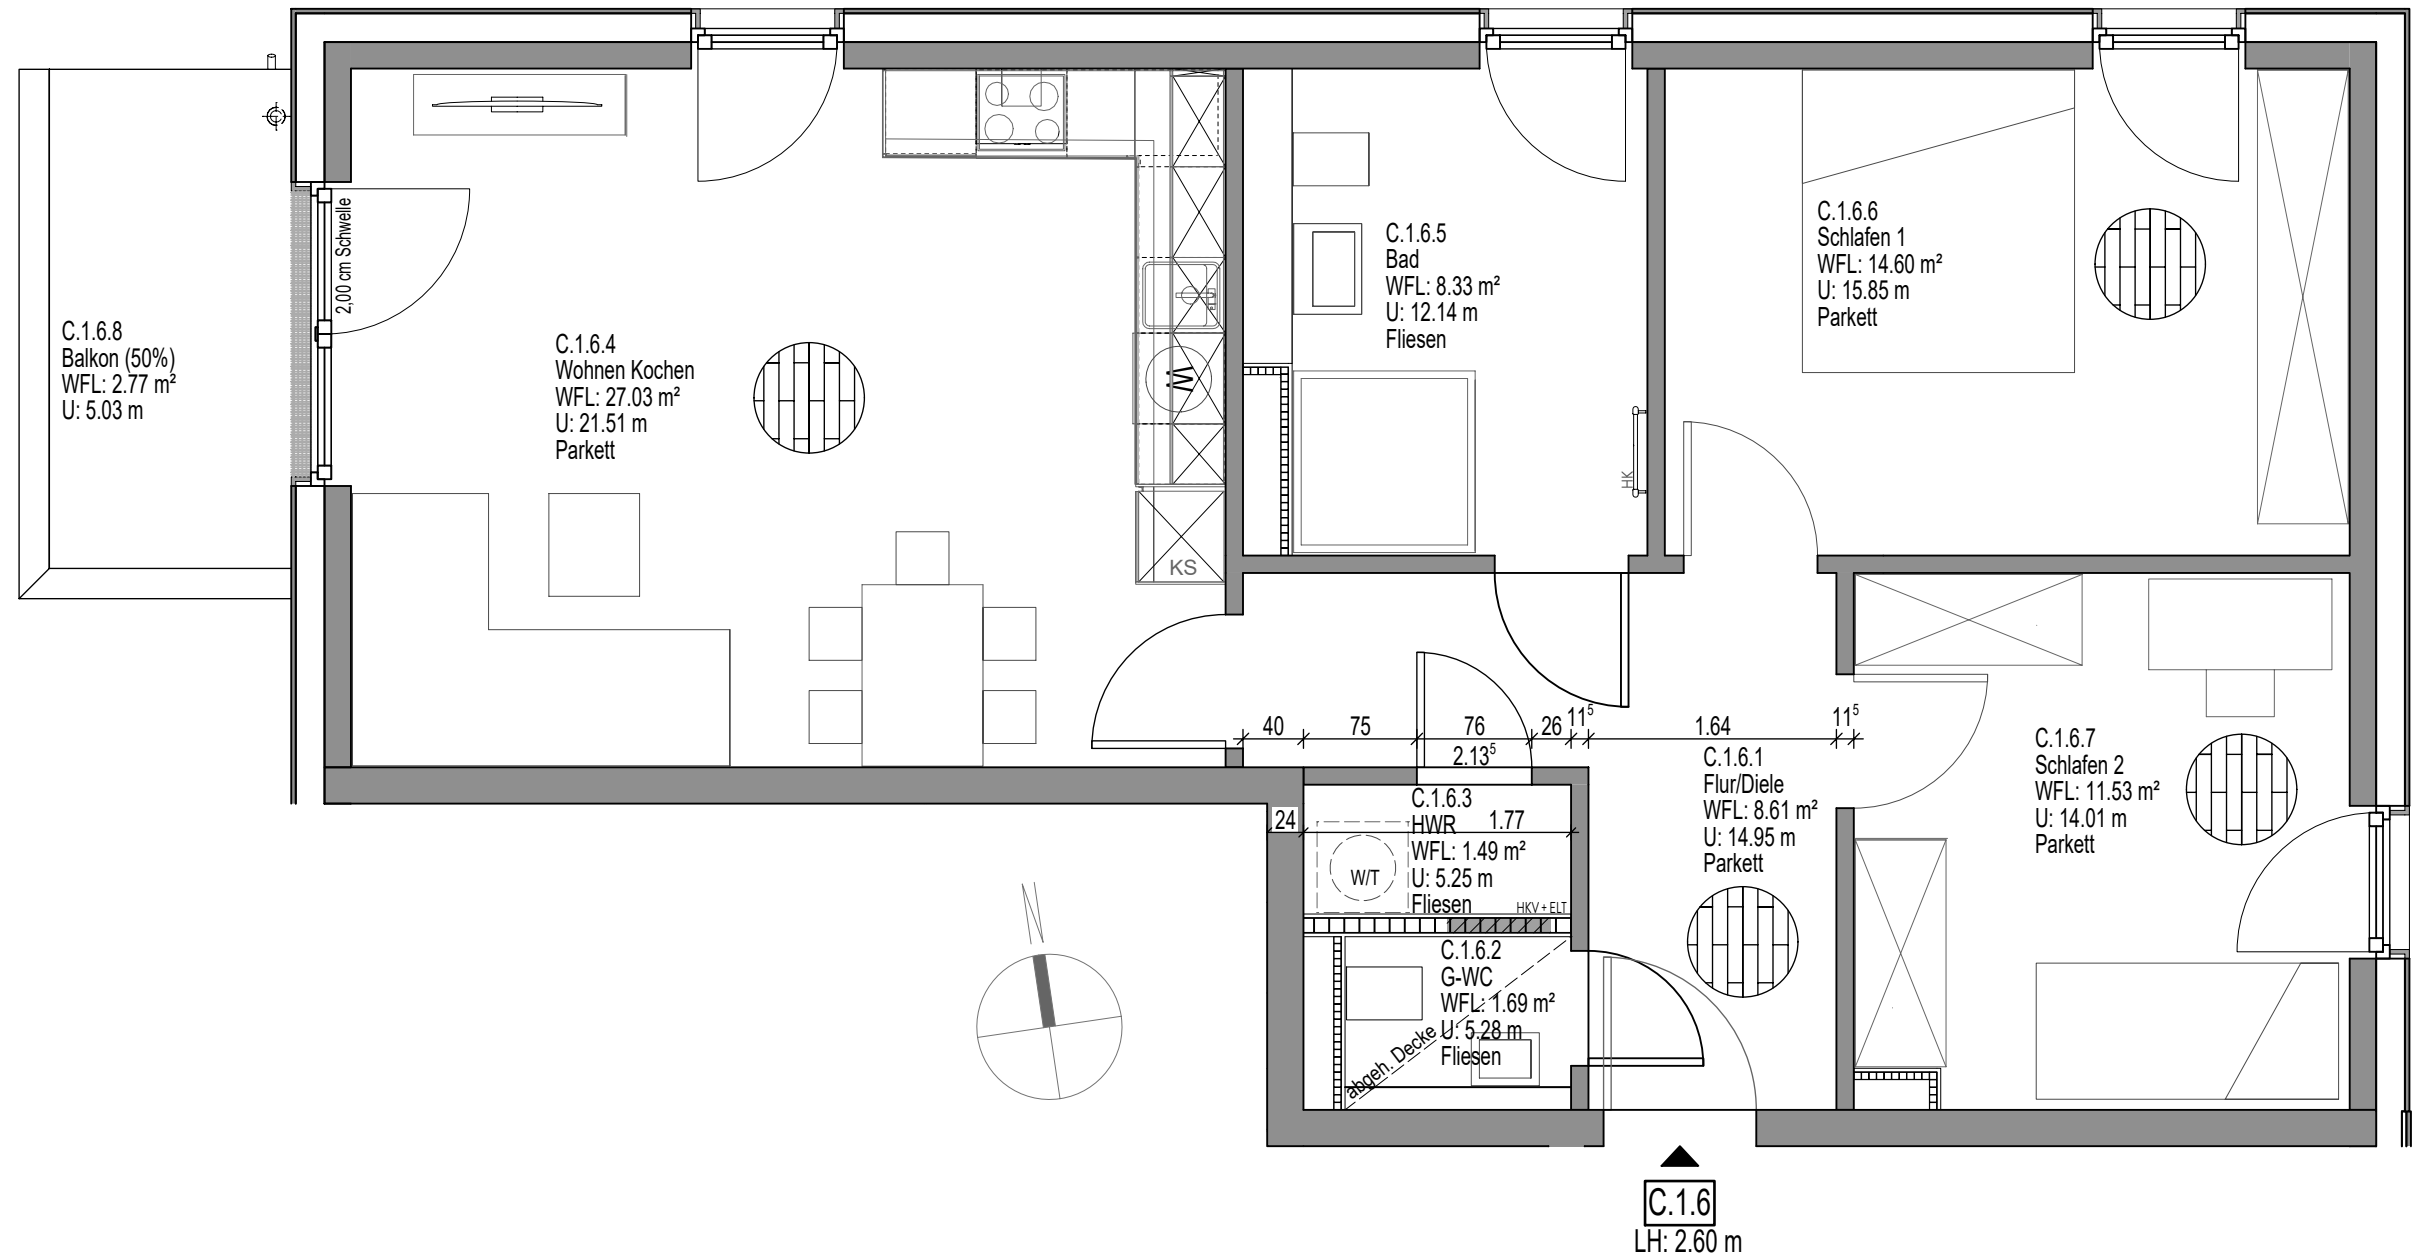 2,00 cm Schwelle
C.1.6.8
Balkon (50%)
WFL: 2.77 m²
U: 5.03 m
C.1.6.4
Wohnen Kochen
WFL: 27.03 m²
U: 21.51 m
Parkett
W
KS
C.1.6.5
Bad
WFL: 8.33 m²
U: 12.14 m
Fliesen
HK
C.1.6.6
Schlafen 1
WFL: 14.60 m²
U: 15.85 m
Parkett
40 75 76 26 11⁵ 1.64 11⁵
2.13⁵
C.1.6.1
Flur/Diele
WFL: 8.61 m²
U: 14.95 m
Parkett
C.1.6.7
Schlafen 2
WFL: 11.53 m²
U: 14.01 m
Parkett
24 1.77
C.1.6.3
HWR
WFL: 1.49 m²
U: 5.25 m
Fliesen
W/T
HKV + ELT
C.1.6.2
G-WC
WFL: 1.69 m²
U: 5.28 m
Fliesen
abgeh. Decke
C.1.6
LH: 2.60 m